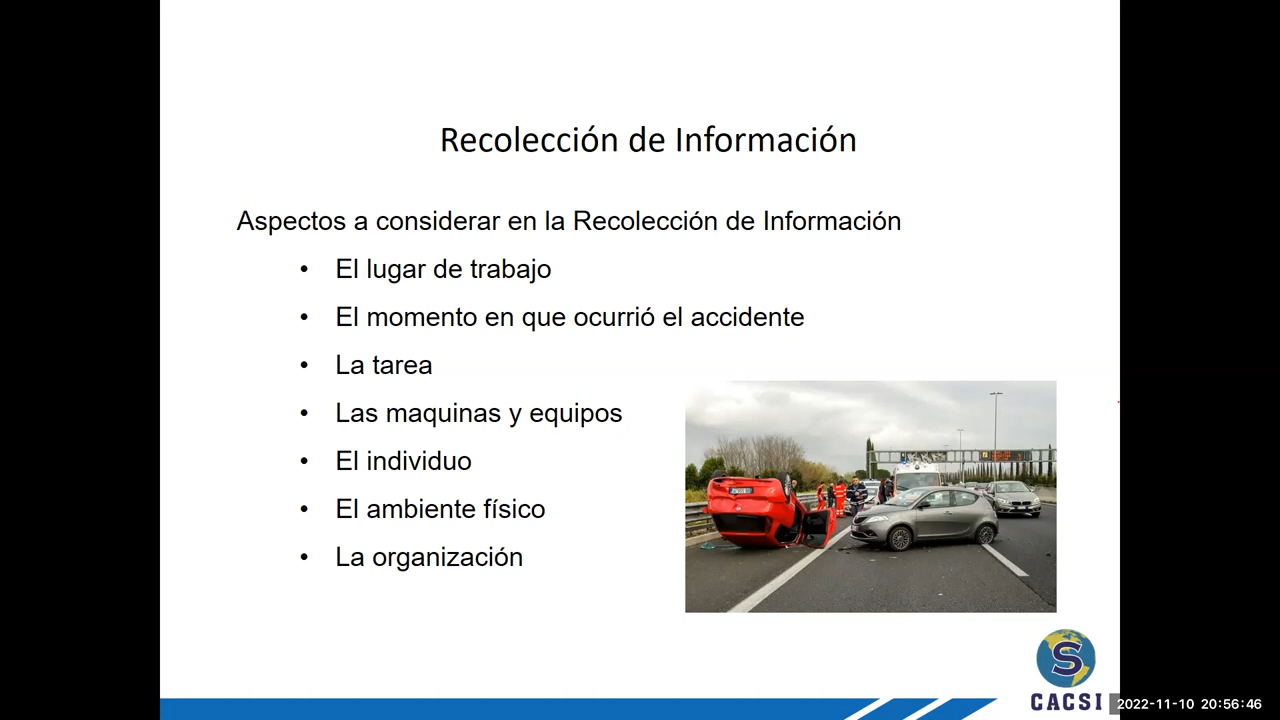 Recolección de Información
Aspectos a considerar en la Recolección de Información
• El lugar de trabajo
• El momento en que ocurrió el accidente
• La tarea
• Las maquinas y equipos
• El individuo
• El ambiente físico
• La organización
S
CACSI
2022-11-10 20:56:46